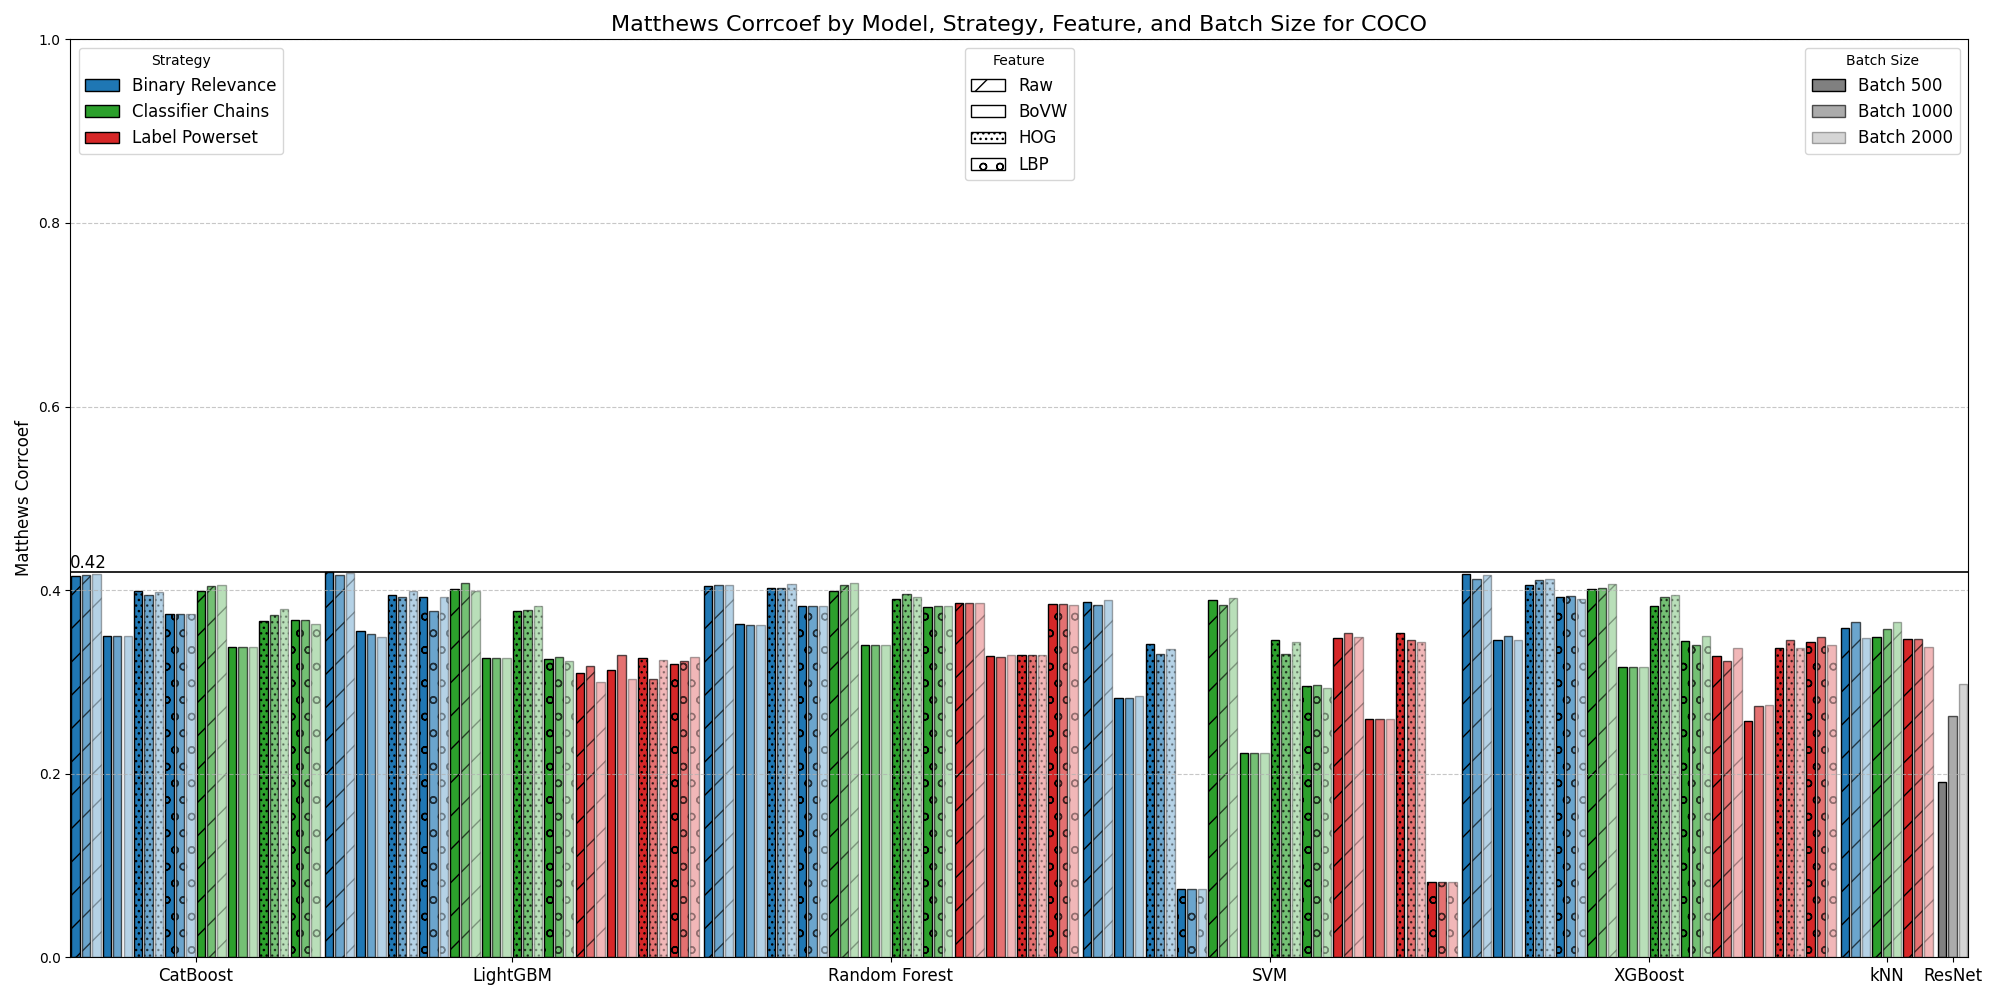 Matthews Corrcoef by Model, Strategy, Feature, and Batch Size for COCO
Matthews Corrcoef
1.0
0.8
0.6
0.4
0.2
0.0
Strategy
Binary Relevance
Classifier Chains
Label Powerset
Feature
Raw
BoVW
HOG
LBP
Batch Size
Batch 500
Batch 1000
Batch 2000
0.42
CatBoost
LightGBM
Random Forest
SVM
XGBoost
kNN
ResNet